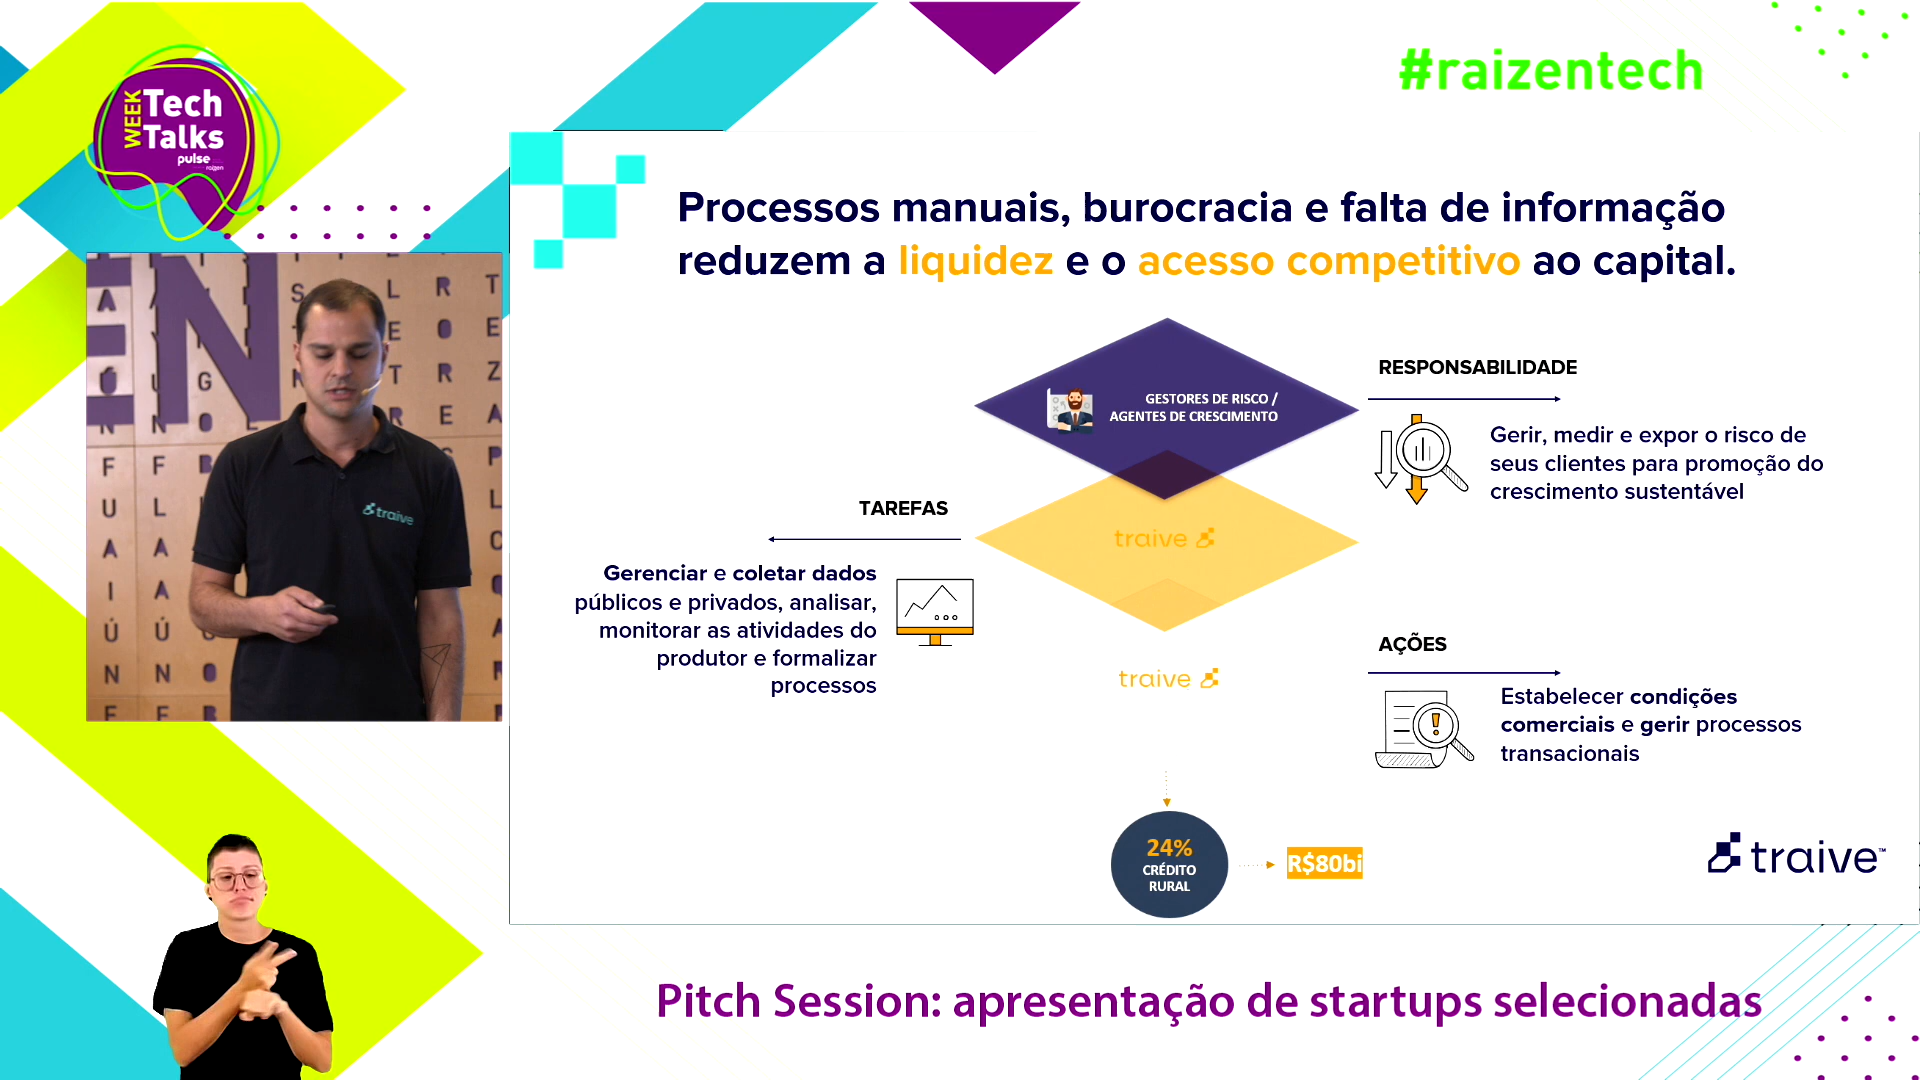 WEEK
Tech
Talks
pulse
raízen
#raizentech
Processos manuais, burocracia e falta de informação
reduzem a liquidez e o acesso competitivo ao capital.
GESTORES DE RISCO /
AGENTES DE CRESCIMENTO
RESPONSABILIDADE
Gerir, medir e expor o risco de
seus clientes para promoção do
crescimento sustentável
TAREFAS
Gerenciar e coletar dados
públicos e privados, analisar,
monitorar as atividades do
produtor e formalizar
processos
traive
traive
AÇÕES
Estabelecer condições
comerciais e gerir processos
transacionais
24%
CRÉDITO
RURAL
R$80bi
traive™
traive
Pitch Session: apresentação de startups selecionadas